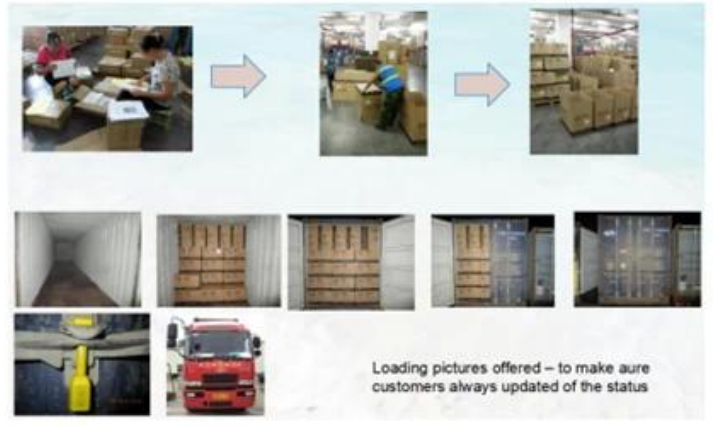 Loading pictures offered – to make aure
customers always updated of the status